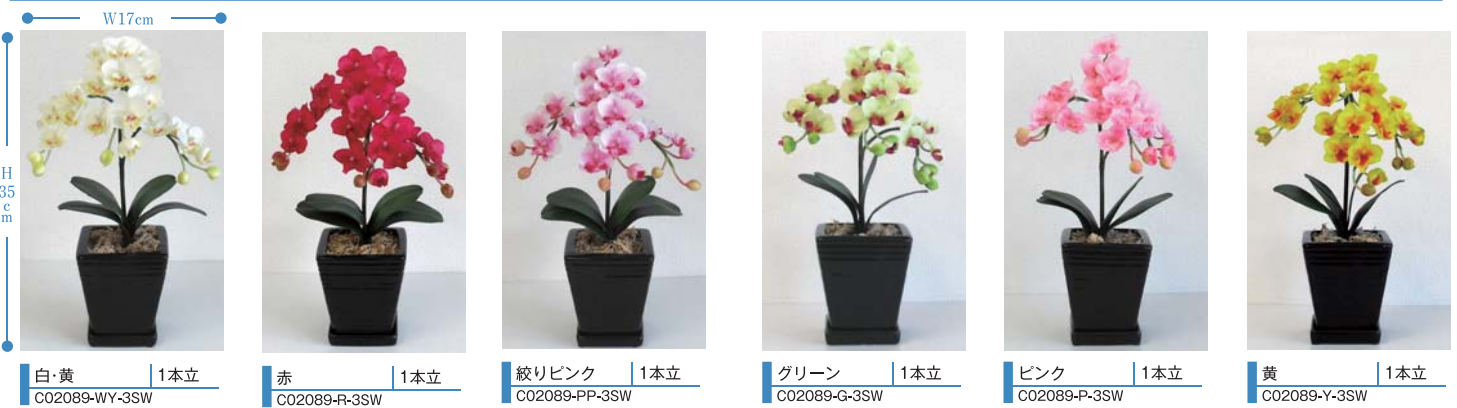 W17cm
H
35
c
m
白・黄 1本立
C02089-WY-3SW
赤 1本立
C02089-R-3SW
絞りピンク 1本立
C02089-PP-3SW
グリーン 1本立
C02089-G-3SW
ピンク 1本立
C02089-P-3SW
黄 1本立
C02089-Y-3SW